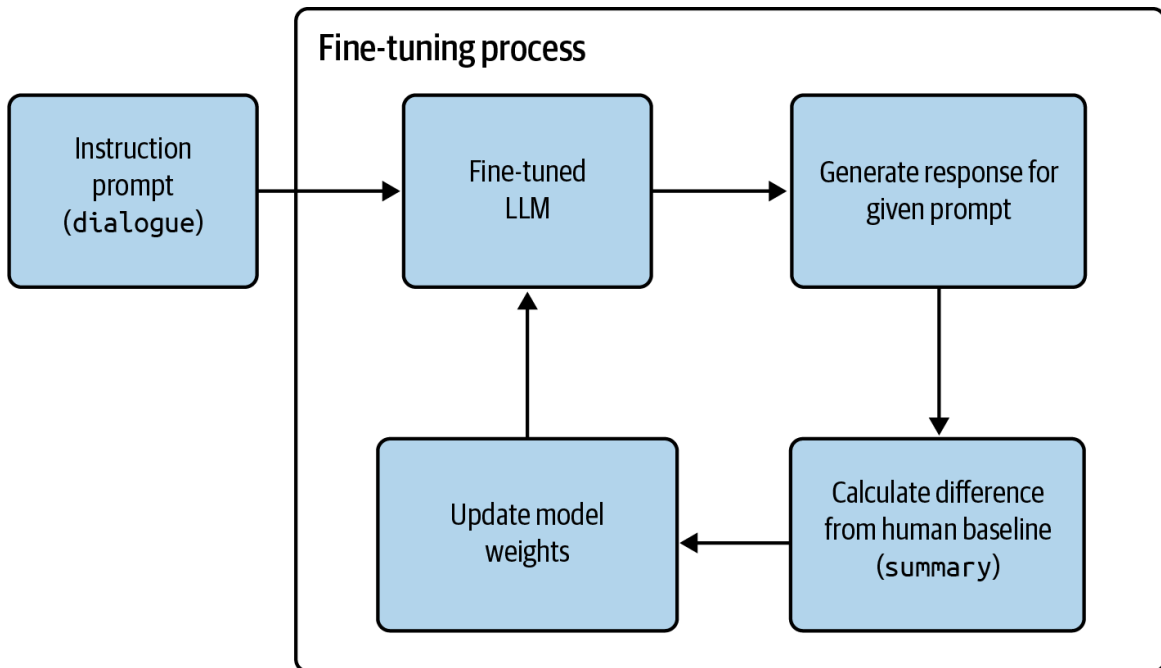 Fine-tuning process
Instruction
prompt
(dialogue)
Fine-tuned
LLM
Generate response for
given prompt
Update model
weights
Calculate difference
from human baseline
(summary)